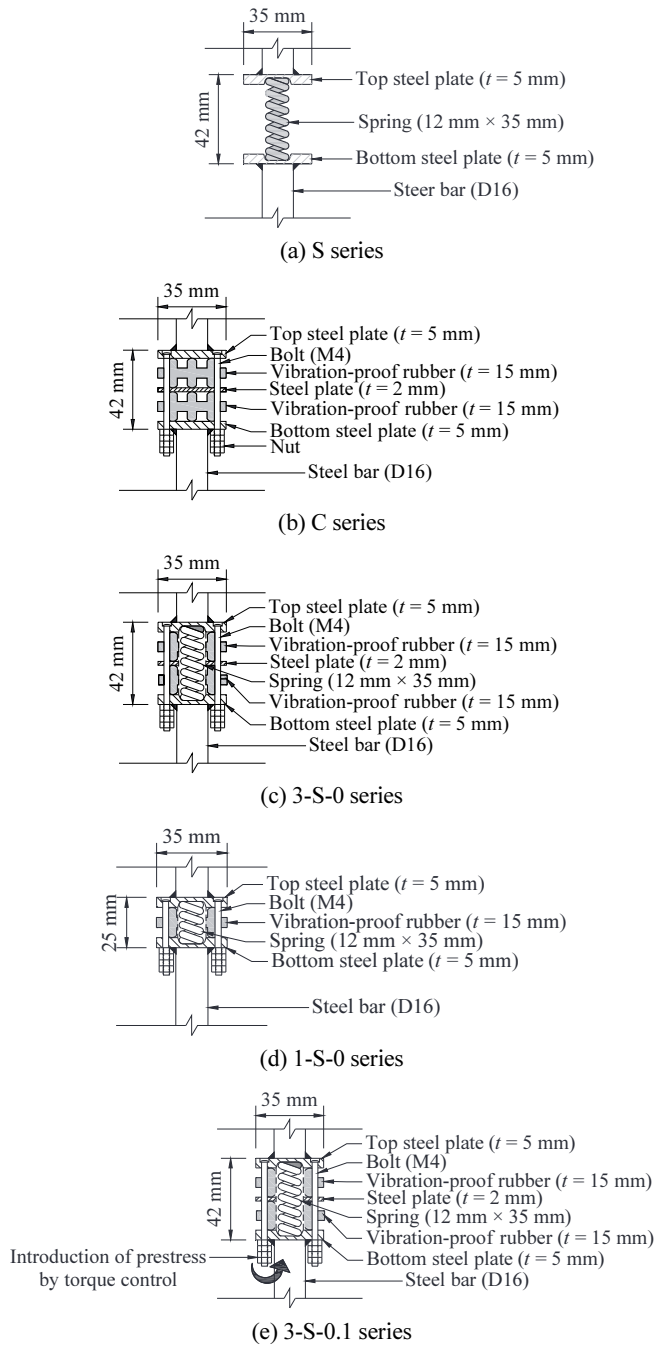 35 mm
42 mm
Top steel plate (t = 5 mm)
Spring (12 mm × 35 mm)
Bottom steel plate (t = 5 mm)
Steer bar (D16)
(a) S series
35 mm
42 mm
Top steel plate (t = 5 mm)
Bolt (M4)
Vibration-proof rubber (t = 15 mm)
Steel plate (t = 2 mm)
Vibration-proof rubber (t = 15 mm)
Bottom steel plate (t = 5 mm)
Nut
Steel bar (D16)
(b) C series
35 mm
42 mm
Top steel plate (t = 5 mm)
Bolt (M4)
Vibration-proof rubber (t = 15 mm)
Steel plate (t = 2 mm)
Spring (12 mm × 35 mm)
Vibration-proof rubber (t = 15 mm)
Bottom steel plate (t = 5 mm)
Steel bar (D16)
(c) 3-S-0 series
35 mm
25 mm
Top steel plate (t = 5 mm)
Bolt (M4)
Vibration-proof rubber (t = 15 mm)
Spring (12 mm × 35 mm)
Bottom steel plate (t = 5 mm)
Steel bar (D16)
(d) 1-S-0 series
35 mm
42 mm
Top steel plate (t = 5 mm)
Bolt (M4)
Vibration-proof rubber (t = 15 mm)
Steel plate (t = 2 mm)
Spring (12 mm × 35 mm)
Vibration-proof rubber (t = 15 mm)
Bottom steel plate (t = 5 mm)
Steel bar (D16)
Introduction of prestress
by torque control
(e) 3-S-0.1 series